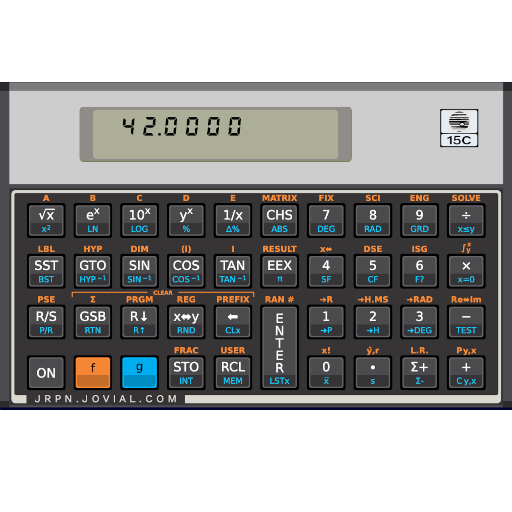 42.0000
15C
A B C D E MATRIX FIX SCI ENG SOLVE
√x e^x 10^x y^x 1/x CHS 7 8 9 ÷
x² LN LOG % Δ% ABS DEG RAD GRD x≤y
LBL HYP DIM (i) I RESULT x↔ DSE ISG ∫ʸₓ
SST GTO SIN COS TAN EEX 4 5 6 ×
BST HYP⁻¹ SIN⁻¹ COS⁻¹ TAN⁻¹ π SF CF F? x=0
CLEAR
PSE Σ PRGM REG PREFIX RAN # →R →H.MS →RAD Re↔Im
R/S GSB R↓ x↔y ← ENTER 1 2 3 −
P/R RTN R↑ RND CLx →P →H →DEG TEST
FRAC USER x! ŷ,r L.R. Py,x
ON f g STO RCL 0 • Σ+ +
INT MEM LSTx x̅ s Σ- Cy,x
JRPN.JOVIAL.COM